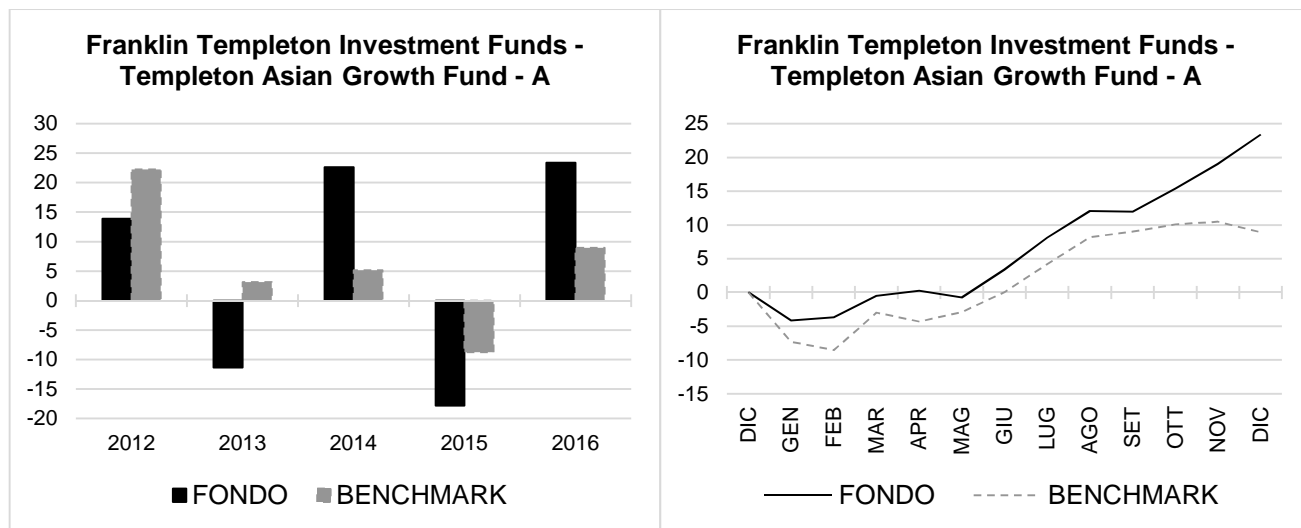 Franklin Templeton Investment Funds -
Templeton Asian Growth Fund - A
30
25
20
15
10
5
0
-5
-10
-15
-20
2012 2013 2014 2015 2016
FONDO BENCHMARK
Franklin Templeton Investment Funds -
Templeton Asian Growth Fund - A
25
20
15
10
5
0
-5
-10
-15
DIC GEN FEB MAR APR MAG GIU LUG AGO SET OTT NOV DIC
FONDO BENCHMARK